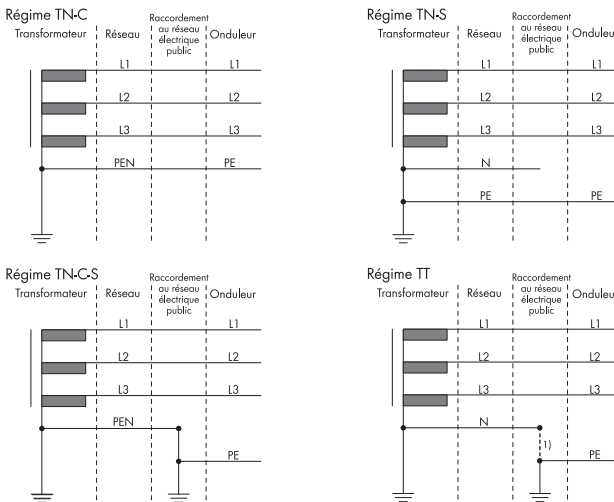 Régime TN-C
Transformateur Réseau Raccordement au réseau électrique public Onduleur
L1 L1
L2 L2
L3 L3
PEN PE
Régime TN-S
Transformateur Réseau Raccordement au réseau électrique public Onduleur
L1 L1
L2 L2
L3 L3
N
PE PE
Régime TN-C-S
Transformateur Réseau Raccordement au réseau électrique public Onduleur
L1 L1
L2 L2
L3 L3
PEN
PE
Régime TT
Transformateur Réseau Raccordement au réseau électrique public Onduleur
L1 L1
L2 L2
L3 L3
N
1)
PE